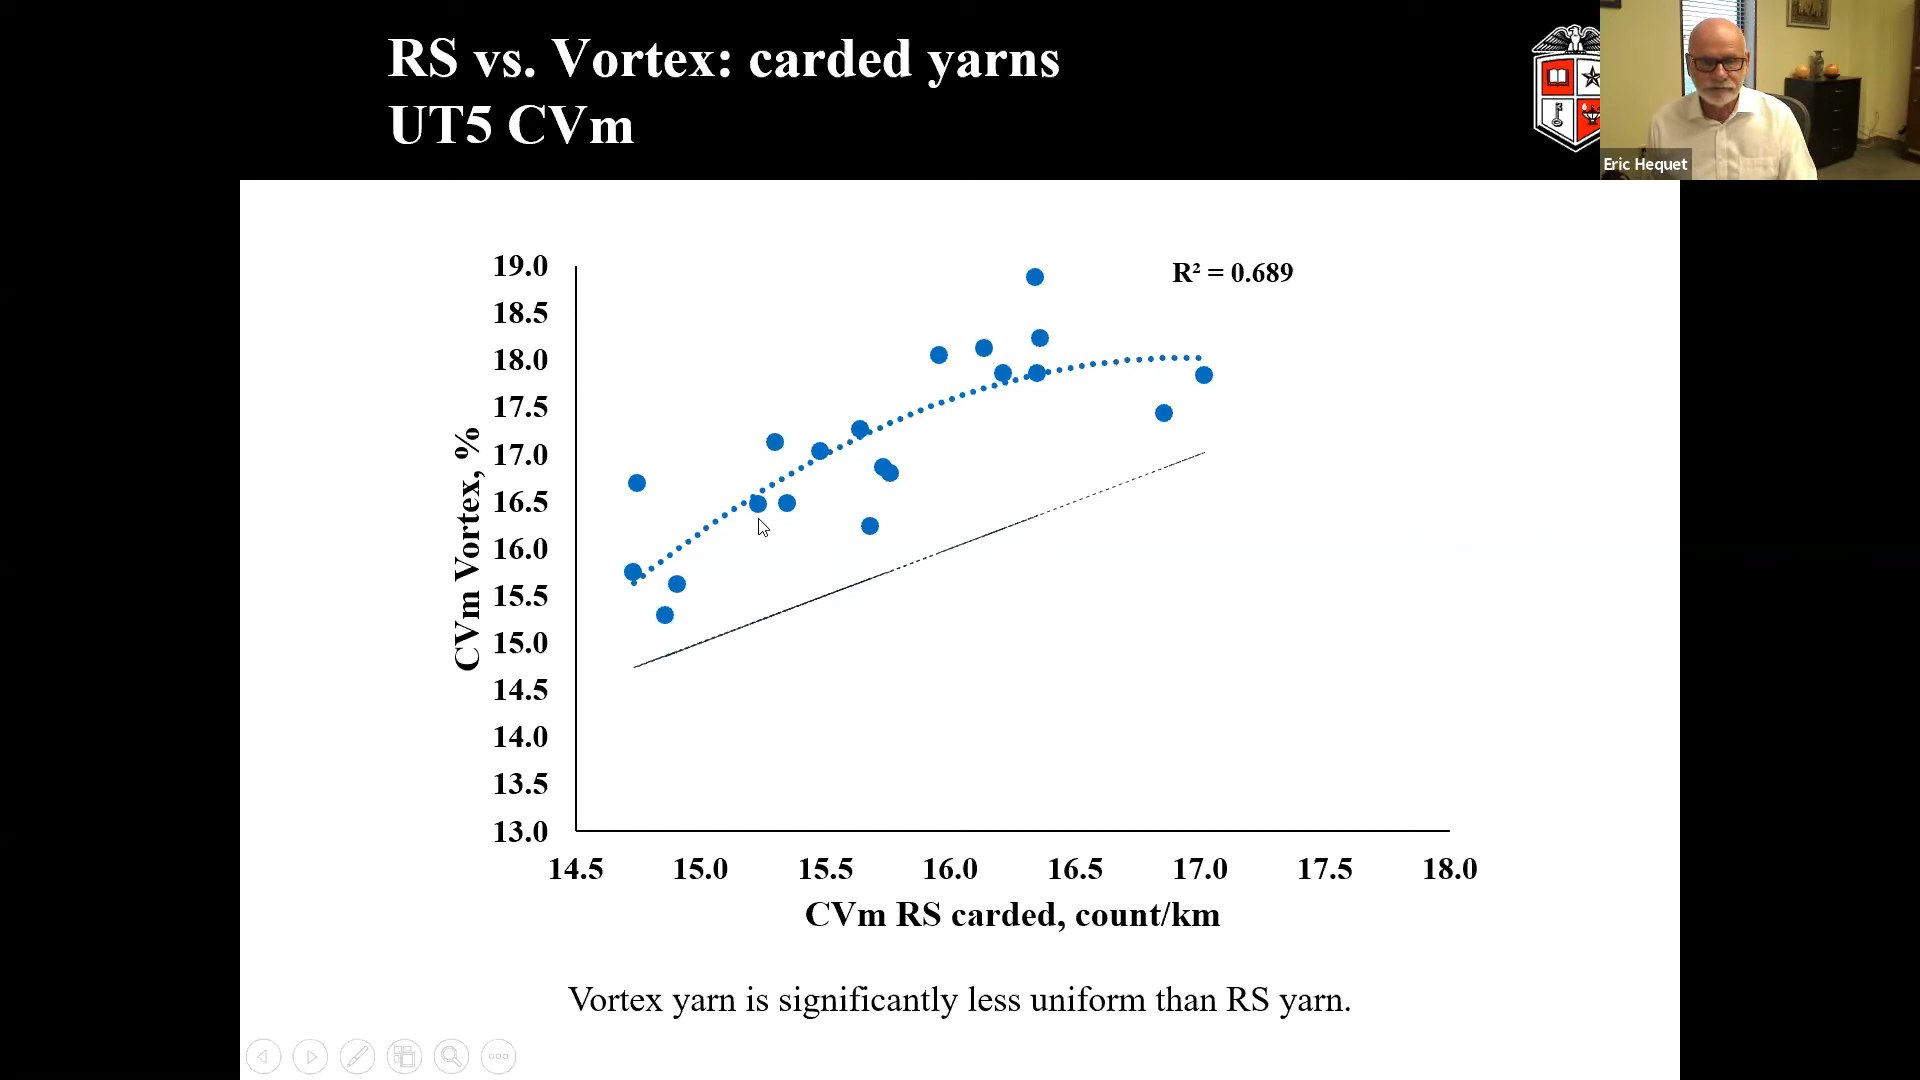 RS vs. Vortex: carded yarns
UT5 CVm
Eric Hequet
R² = 0.689
CVm Vortex, %
19.0
18.5
18.0
17.5
17.0
16.5
16.0
15.5
15.0
14.5
14.0
13.5
13.0
14.5 15.0 15.5 16.0 16.5 17.0 17.5 18.0
CVm RS carded, count/km
Vortex yarn is significantly less uniform than RS yarn.